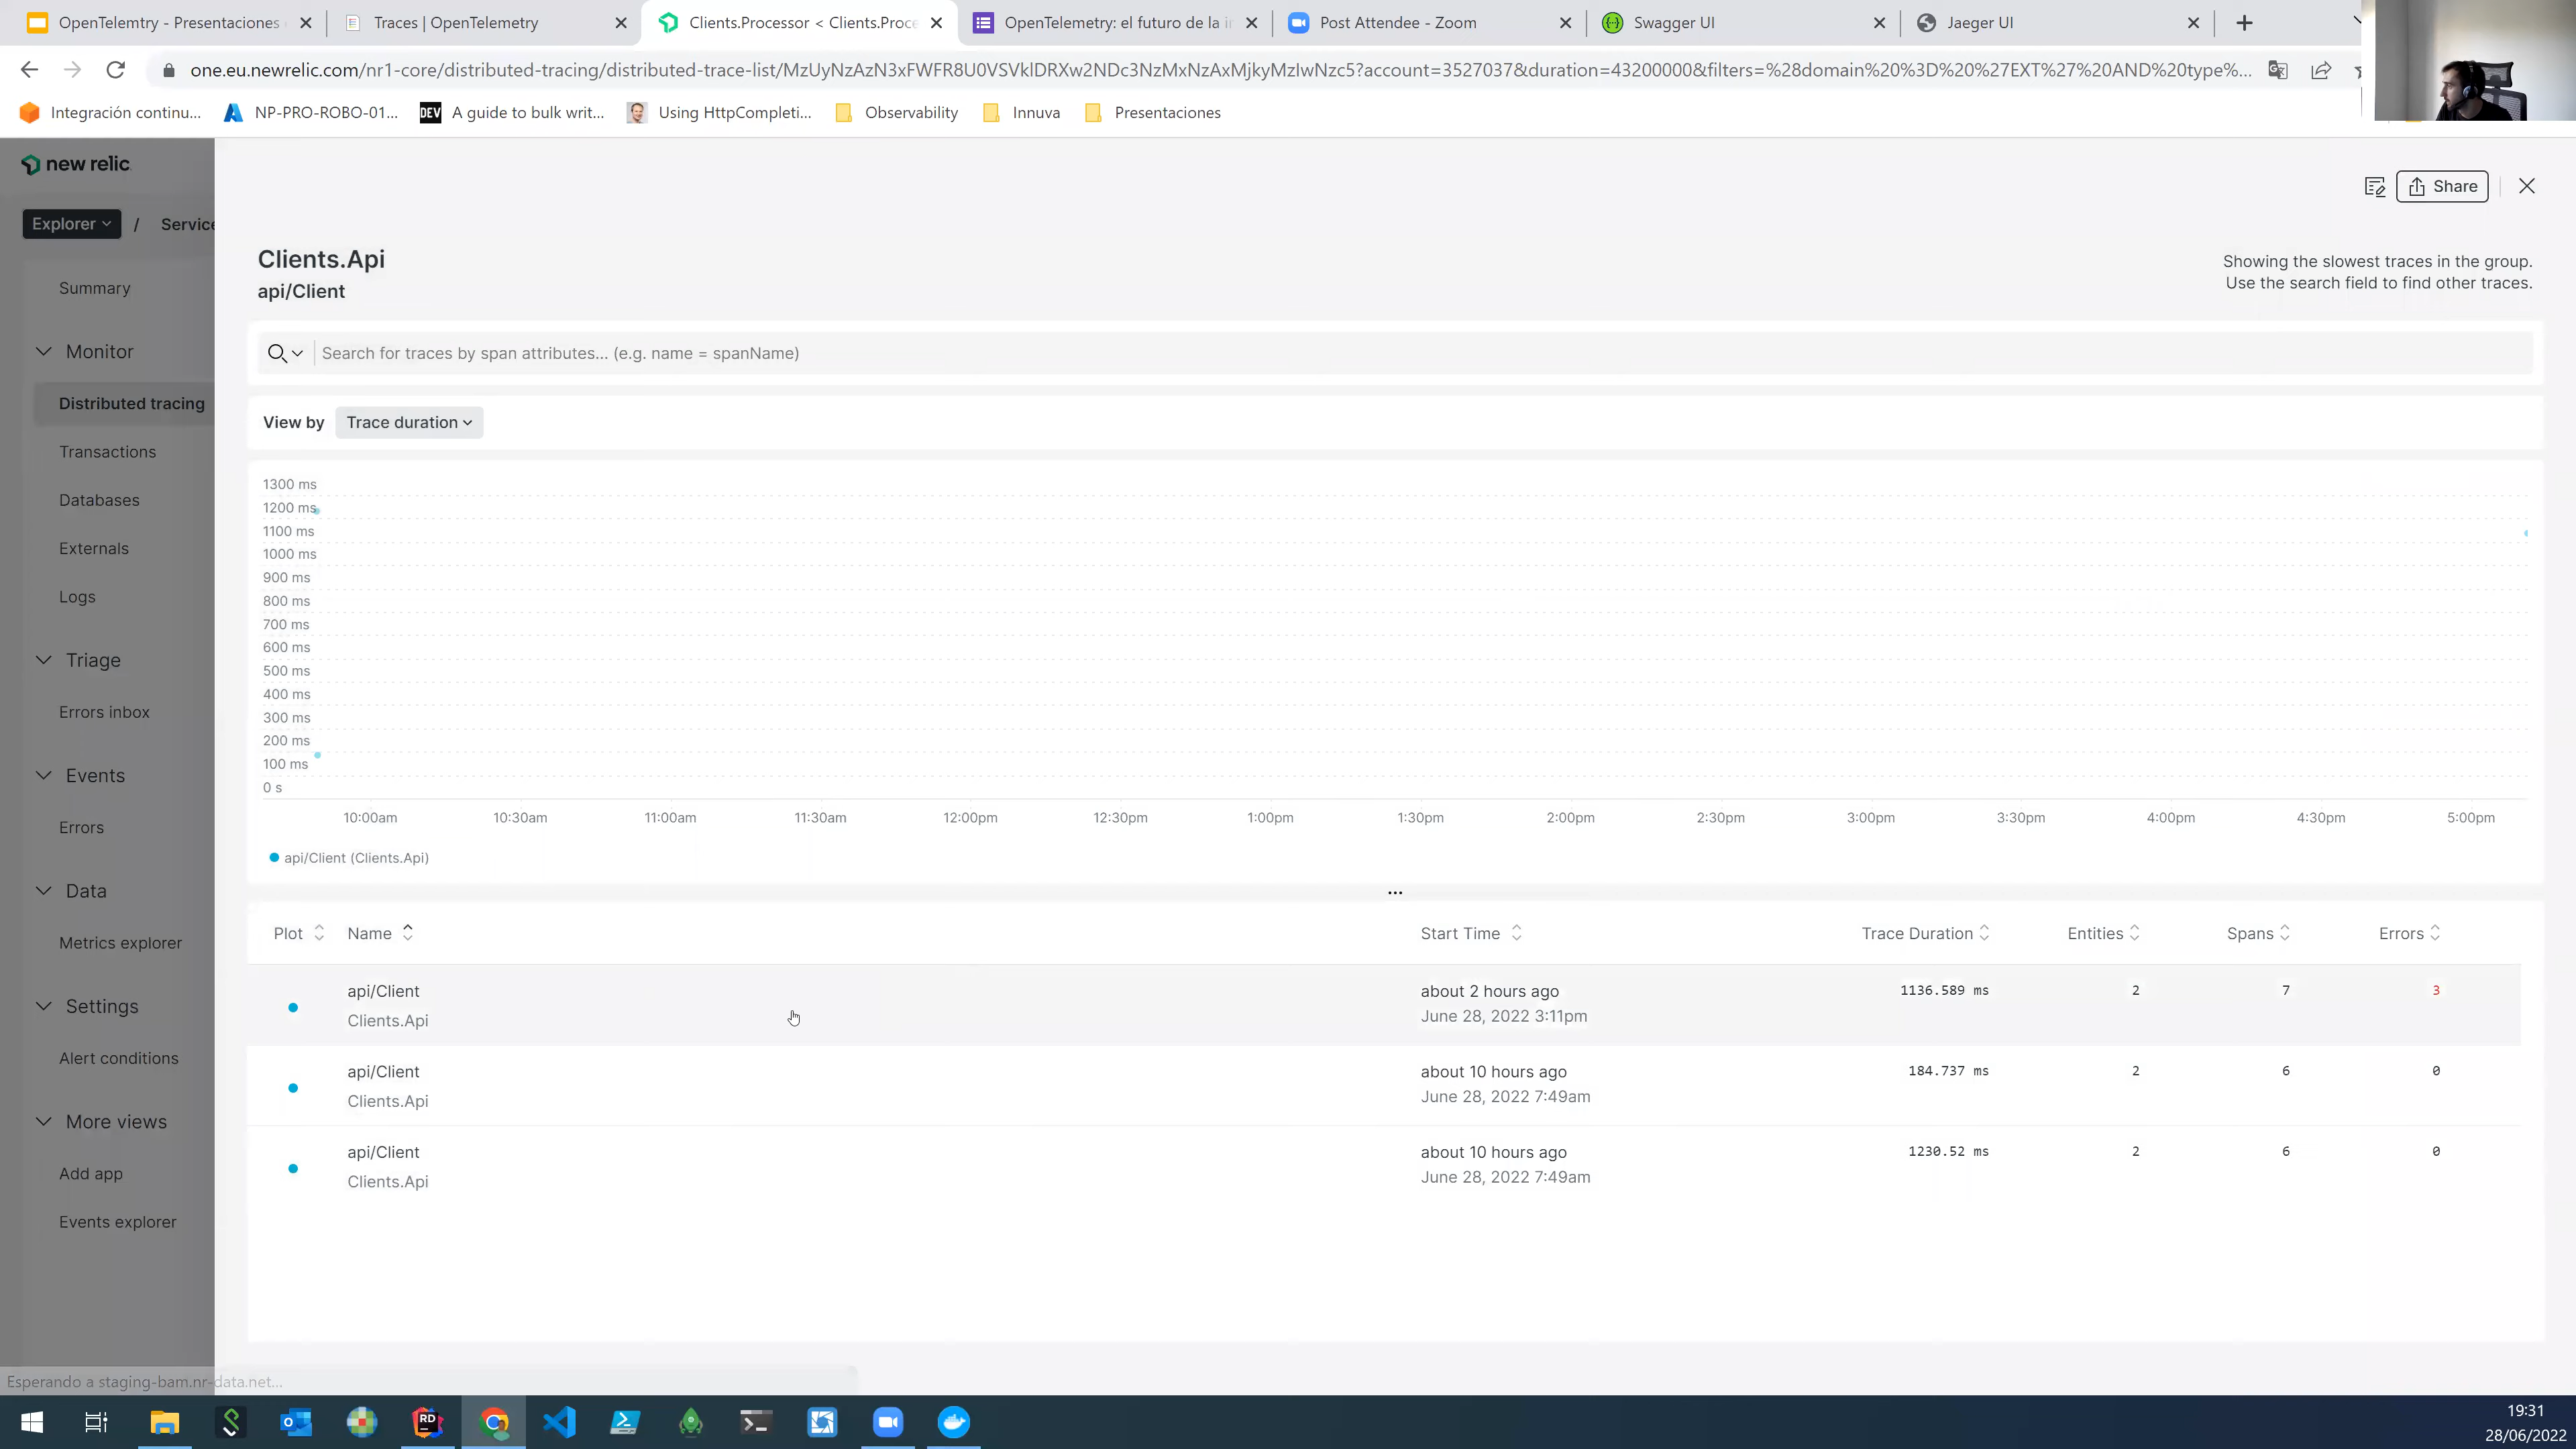 OpenTelemtry - Presentaciones
Traces | OpenTelemetry
Clients.Processor < Clients.Proce
OpenTelemetry: el futuro de la i
Post Attendee - Zoom
Swagger UI
Jaeger UI
one.eu.newrelic.com/nr1-core/distributed-tracing/distributed-trace-list/MzUyNzAzN3xFWFR8U0VSVklDRXw2NDc3NzMxNzAxMjkyMzIwNzc5?account=3527037&duration=43200000&filters=%28domain%20%3D%20%27EXT%27%20AND%20type%...
Integración continu...
NP-PRO-ROBO-01...
DEV
A guide to bulk writ...
Using HttpCompleti...
Observability
Innuva
Presentaciones
new relic
Share
Explorer
/
Service
Summary
Monitor
Distributed tracing
Transactions
Databases
Externals
Logs
Triage
Errors inbox
Events
Errors
Data
Metrics explorer
Settings
Alert conditions
More views
Add app
Events explorer
Clients.Api
api/Client
Showing the slowest traces in the group.
Use the search field to find other traces.
Search for traces by span attributes... (e.g. name = spanName)
View by
Trace duration
1300 ms
1200 ms
1100 ms
1000 ms
900 ms
800 ms
700 ms
600 ms
500 ms
400 ms
300 ms
200 ms
100 ms
0 s
10:00am 10:30am 11:00am 11:30am 12:00pm 12:30pm 1:00pm 1:30pm 2:00pm 2:30pm 3:00pm 3:30pm 4:00pm 4:30pm 5:00pm
api/Client (Clients.Api)
...
Plot Name Start Time Trace Duration Entities Spans Errors
api/Client about 2 hours ago 1136.589 ms 2 7 3
Clients.Api June 28, 2022 3:11pm
api/Client about 10 hours ago 184.737 ms 2 6 0
Clients.Api June 28, 2022 7:49am
api/Client about 10 hours ago 1230.52 ms 2 6 0
Clients.Api June 28, 2022 7:49am
Esperando a staging-bam.nr-data.net...
RD
19:31
28/06/2022